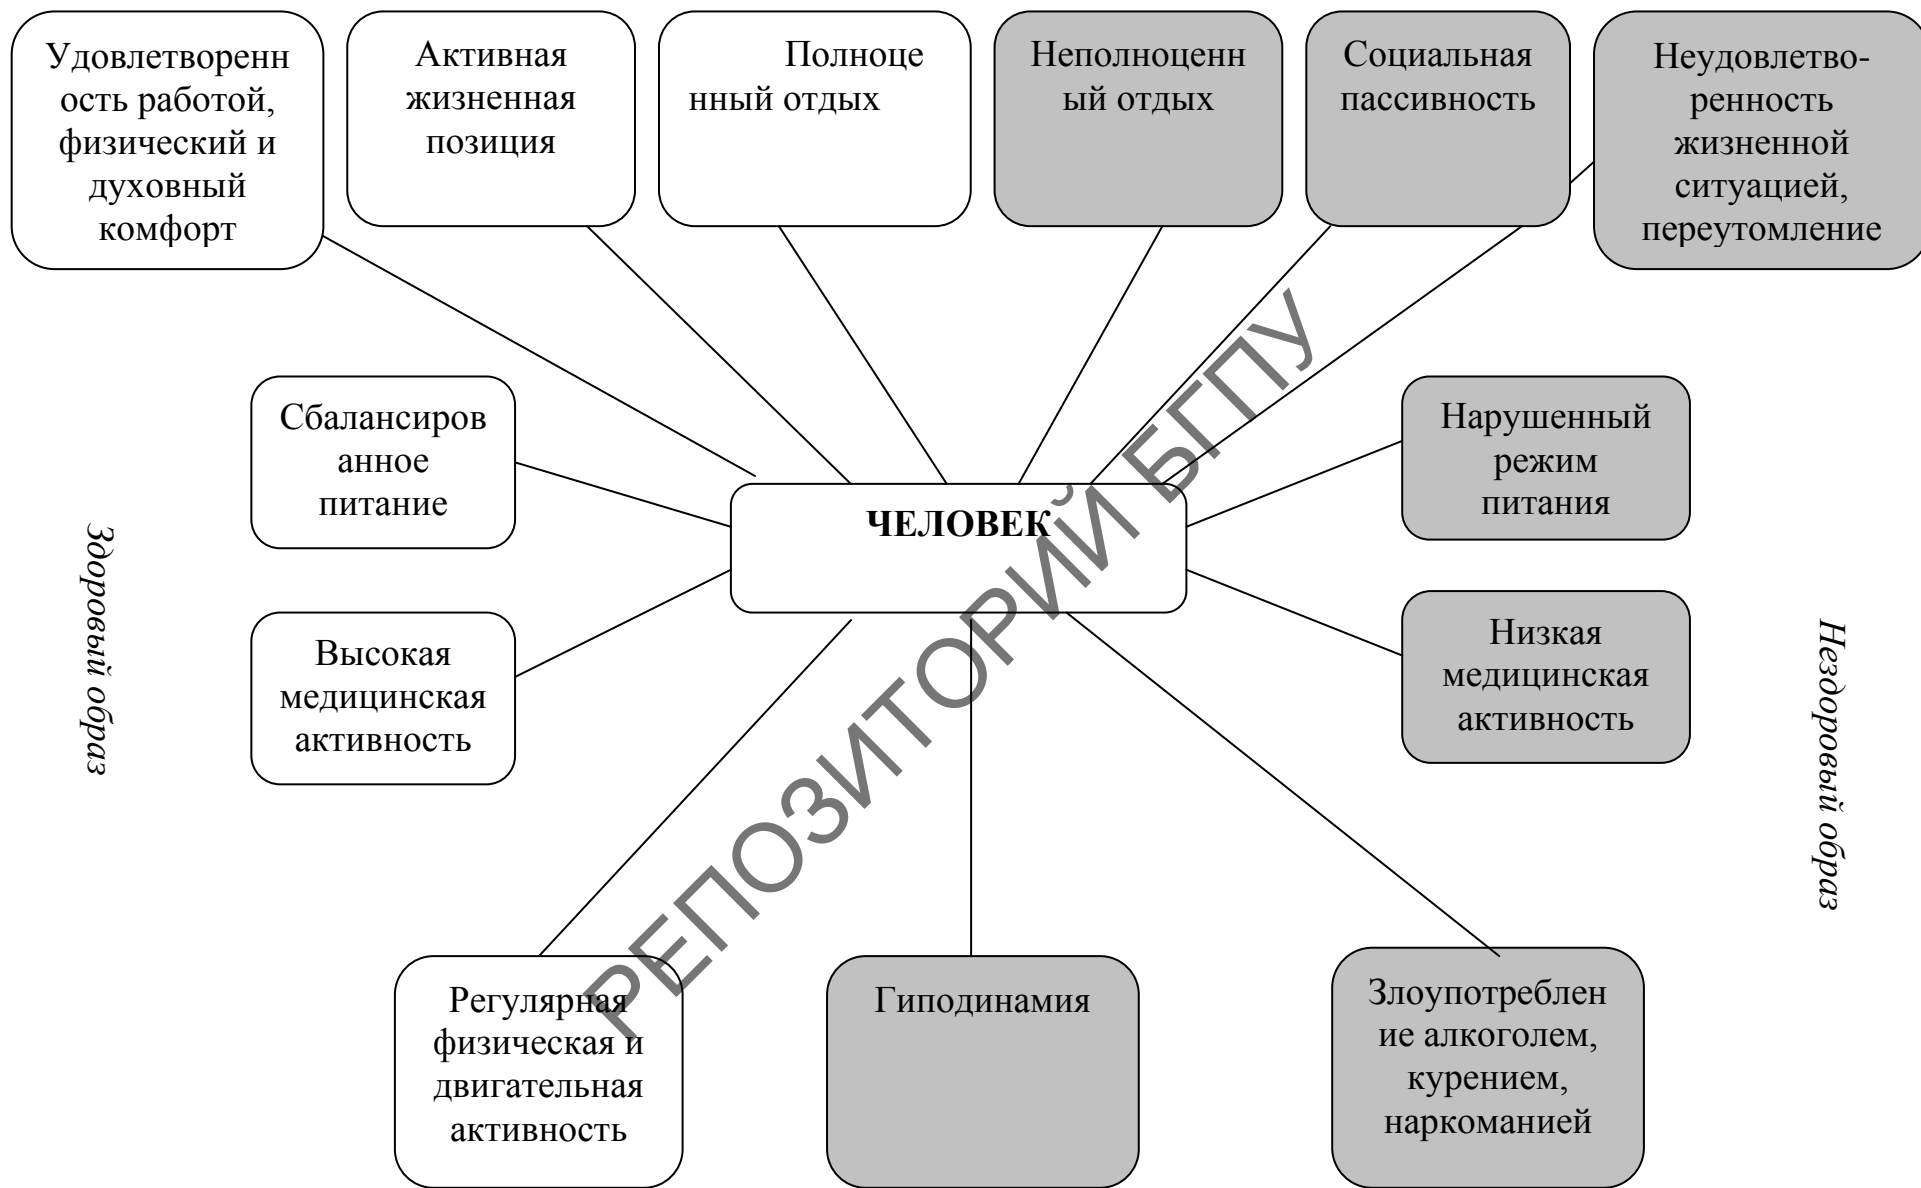 Удовлетворенн
ость работой,
физический и
духовный
комфорт
Активная
жизненная
позиция
Полноце
нный отдых
Неполноценн
ый отдых
Социальная
пассивность
Неудовлетво-
ренность
жизненной
ситуацией,
переутомление
Сбалансиров
анное
питание
ЧЕЛОВЕК
Нарушенный
режим
питания
Здоровый образ
Высокая
медицинская
активность
Низкая
медицинская
активность
Нездоровый образ
Регулярная
физическая и
двигательная
активность
Гиподинамия
Злоупотреблен
ие алкоголем,
курением,
наркоманией
РЕПОЗИТОРИЙ БГПУ